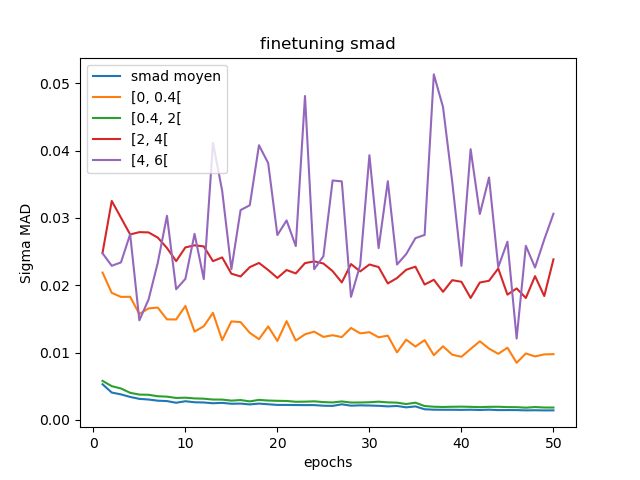 finetuning smad
smad moyen
[0, 0.4[
[0.4, 2[
[2, 4[
[4, 6[
Sigma MAD
0.05
0.04
0.03
0.02
0.01
0.00
0 10 20 30 40 50
epochs